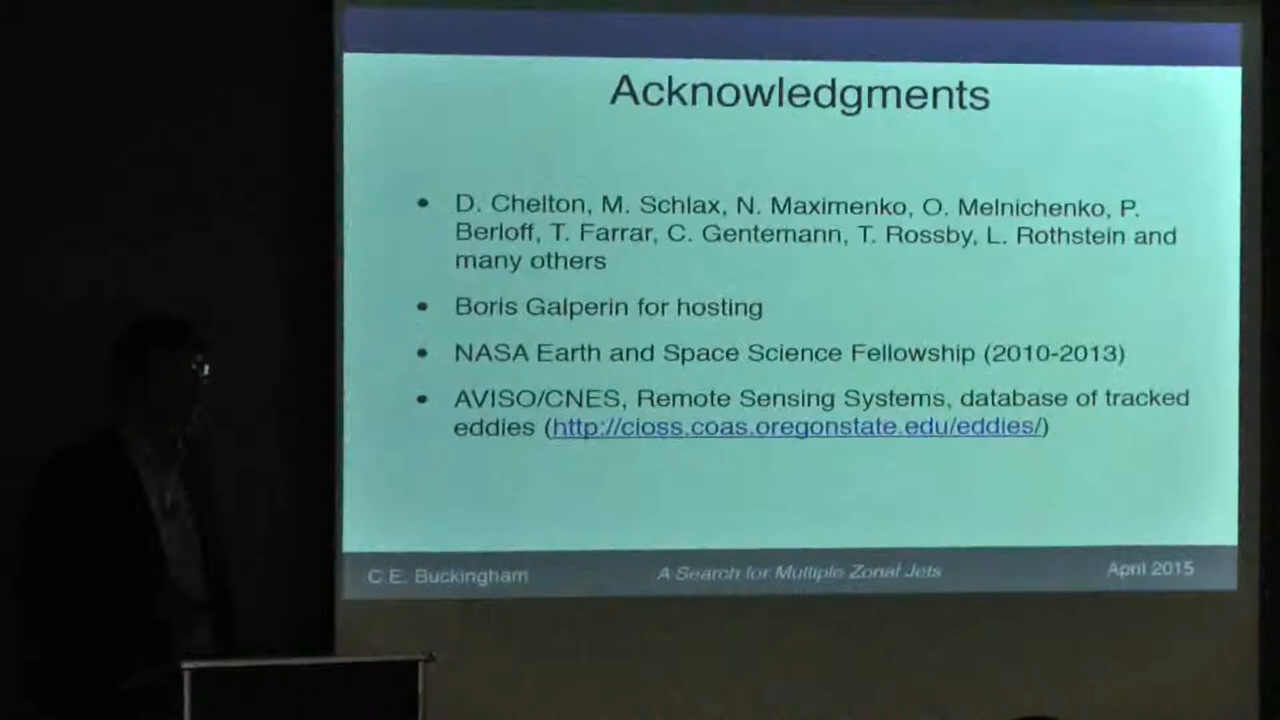 Acknowledgments
• D. Chelton, M. Schlax, N. Maximenko, O. Melnichenko, P.
Berloff, T. Farrar, C. Gentemann, T. Rossby, L. Rothstein and
many others
• Boris Galperin for hosting
• NASA Earth and Space Science Fellowship (2010-2013)
• AVISO/CNES, Remote Sensing Systems, database of tracked
eddies (http://cioss.coas.oregonstate.edu/eddies/)
C.E. Buckingham A Search for Multiple Zonal Jets April 2015